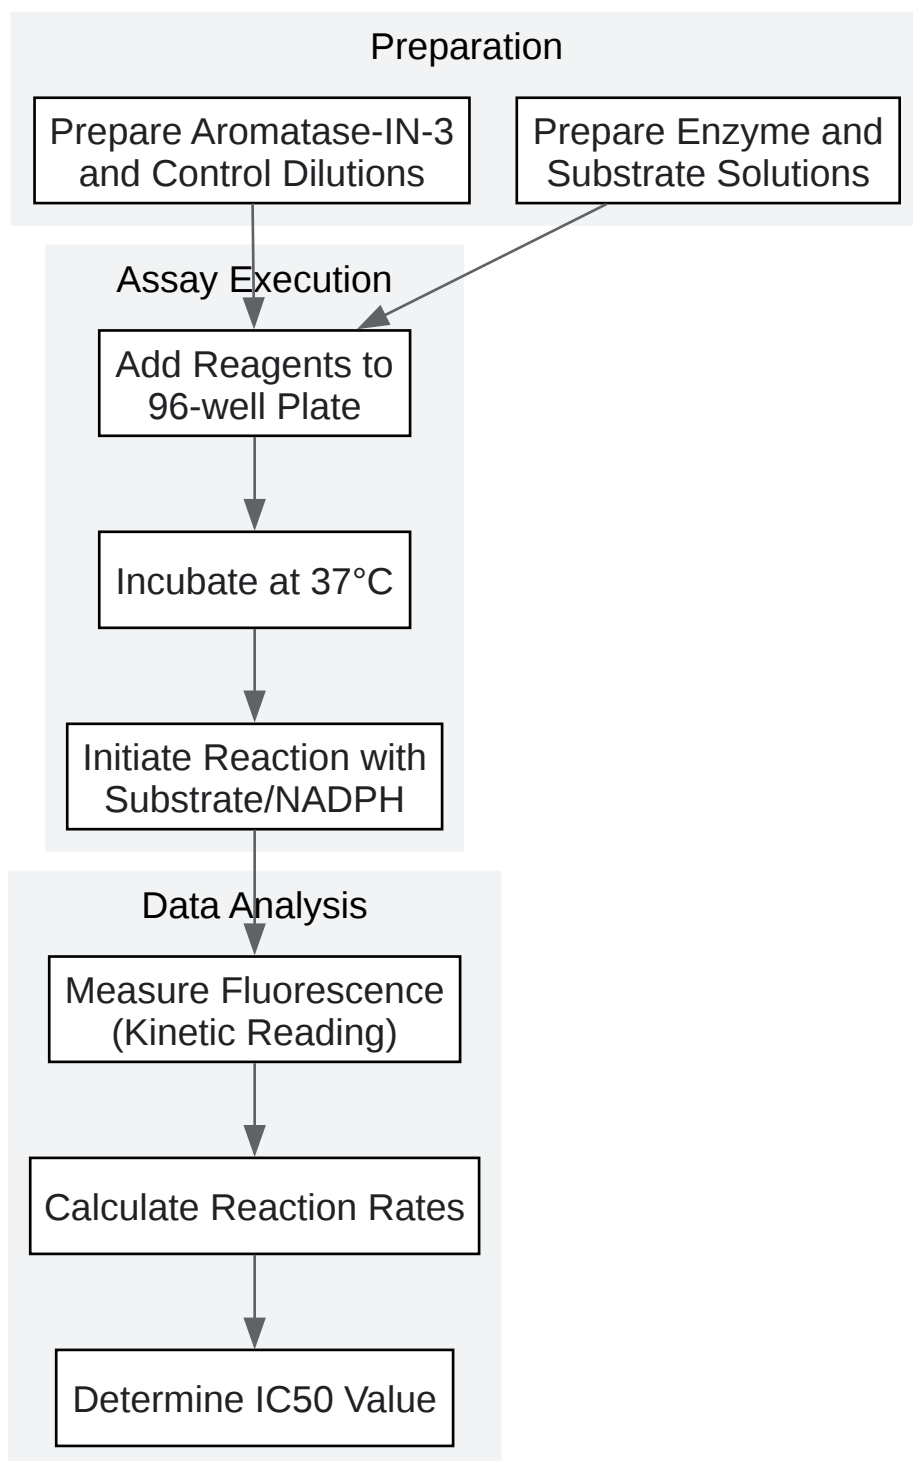 Preparation
Prepare Aromatase-IN-3
and Control Dilutions
Prepare Enzyme and
Substrate Solutions
Assay Execution
Add Reagents to
96-well Plate
Incubate at 37°C
Initiate Reaction with
Substrate/NADPH
Data Analysis
Measure Fluorescence
(Kinetic Reading)
Calculate Reaction Rates
Determine IC50 Value